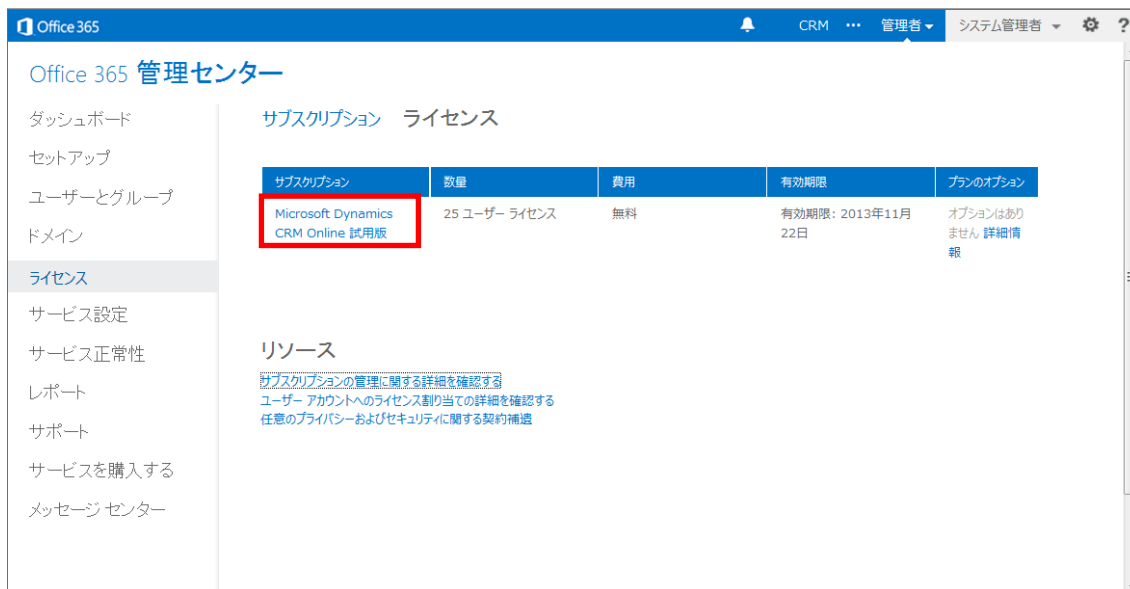 Office 365
CRM ••• 管理者 システム管理者 ?
Office 365 管理センター
ダッシュボード
セットアップ
ユーザーとグループ
ドメイン
ライセンス
サービス設定
サービス正常性
レポート
サポート
サービスを購入する
メッセージ センター
サブスクリプション ライセンス
サブスクリプション 数量 費用 有効期限 プランのオプション
Microsoft Dynamics 25 ユーザー ライセンス 無料 有効期限: 2013年11月 オプションはあり
CRM Online 試用版 22日 ません 詳細情
報
リソース
サブスクリプションの管理に関する詳細を確認する
ユーザー アカウントへのライセンス割り当ての詳細を確認する
任意のプライバシーおよびセキュリティに関する契約補遺